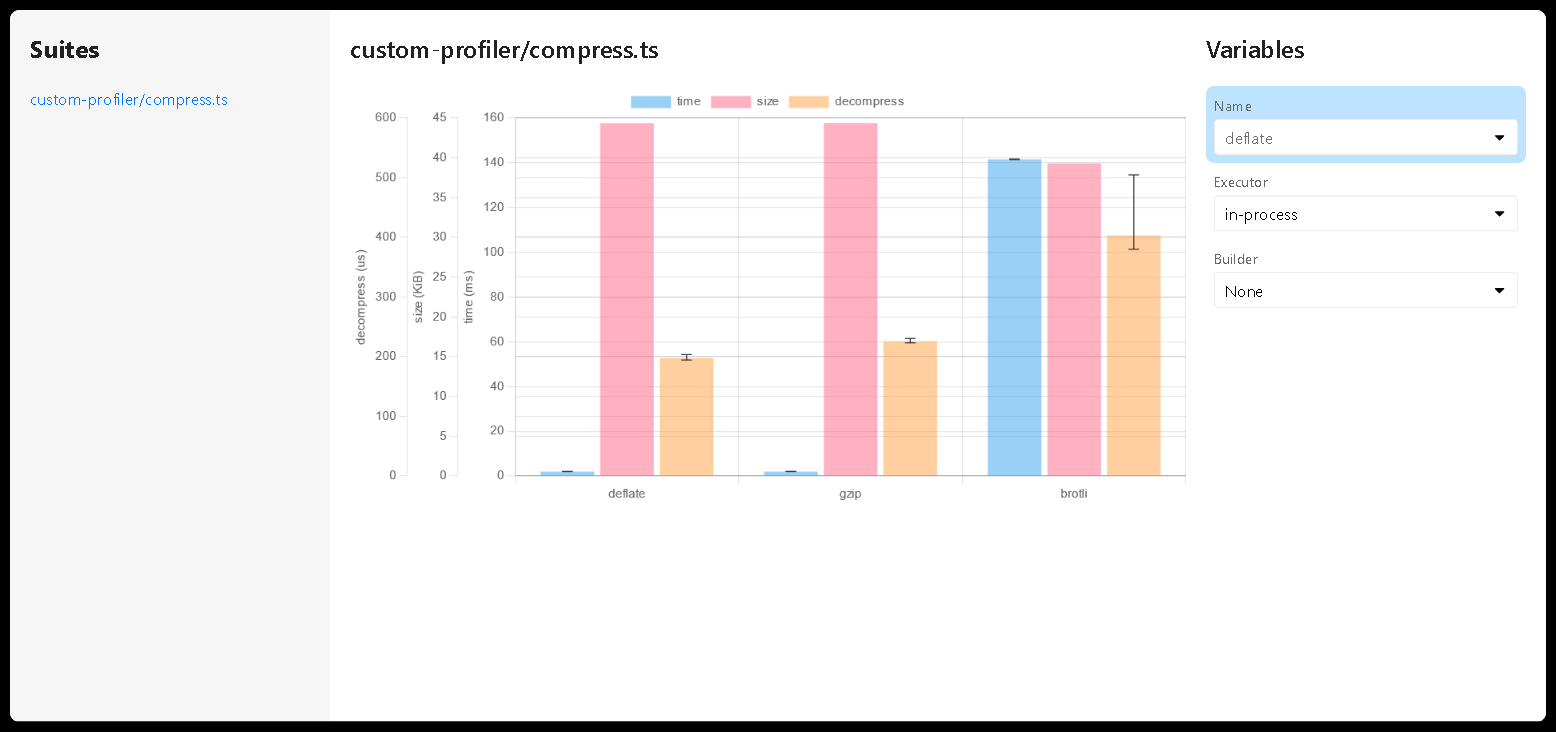 Suites
custom-profiler/compress.ts
custom-profiler/compress.ts
time size decompress
decompress (us)
600
500
400
300
200
100
0
size (KiB)
45
40
35
30
25
20
15
10
5
0
time (ms)
160
140
120
100
80
60
40
20
0
deflate gzip brotli
Variables
Name
deflate
Executor
in-process
Builder
None